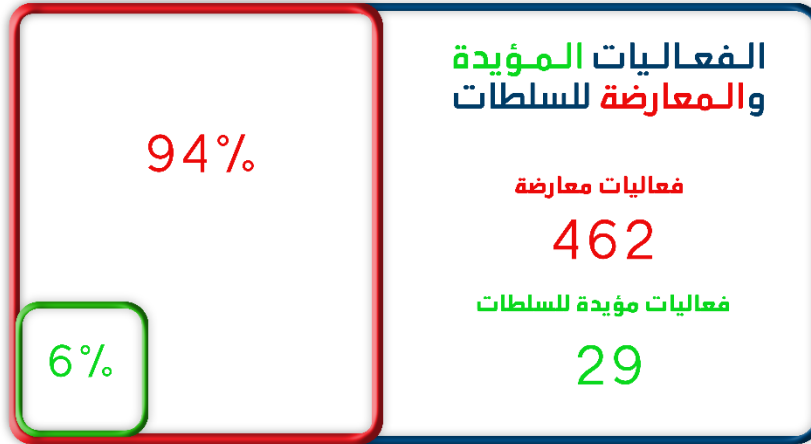 الفعاليات المؤيدة
والمعارضة للسلطات
فعاليات معارضة
462
فعاليات مؤيدة للسلطات
29
94%
6%